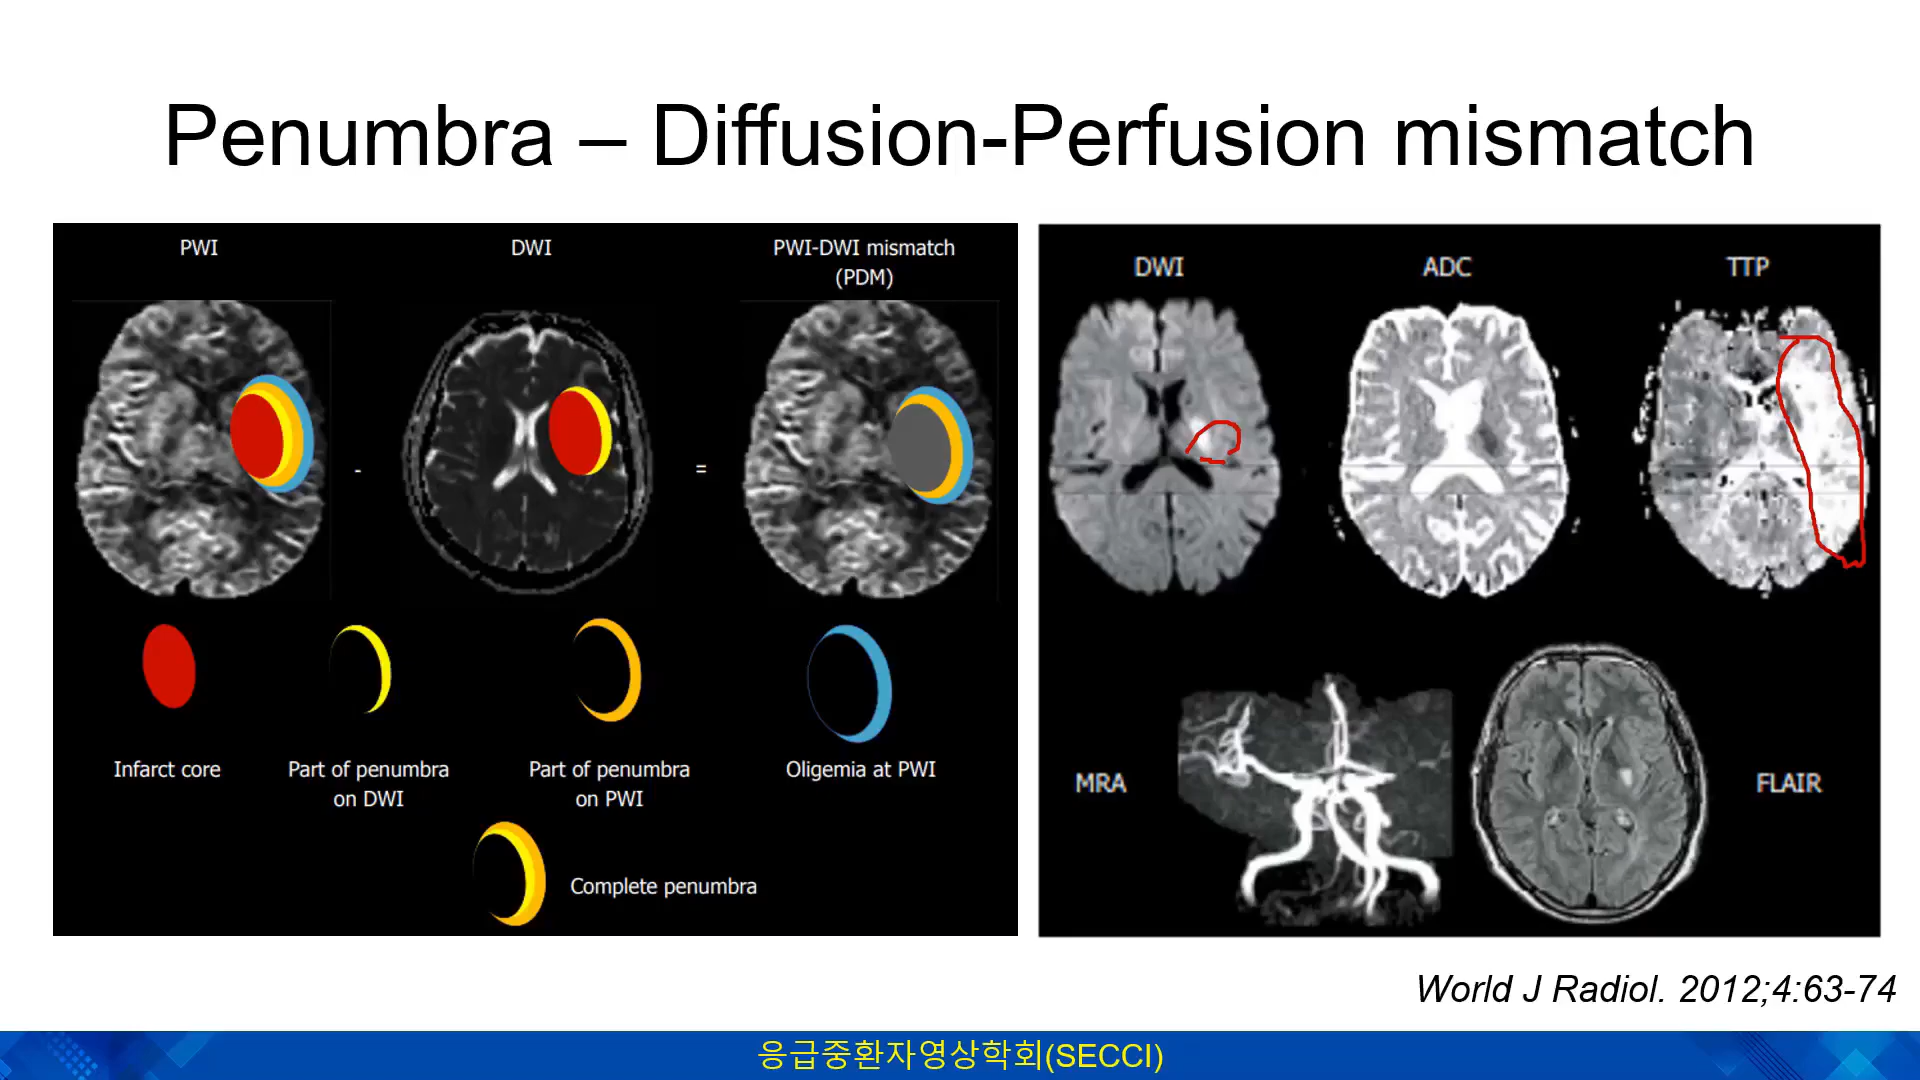 Penumbra – Diffusion-Perfusion mismatch
PWI
DWI
PWI-DWI mismatch
(PDM)
-
=
Infarct core
Part of penumbra
on DWI
Part of penumbra
on PWI
Oligemia at PWI
Complete penumbra
DWI
ADC
TTP
MRA
FLAIR
World J Radiol. 2012;4:63-74
응급중환자영상학회(SECCI)